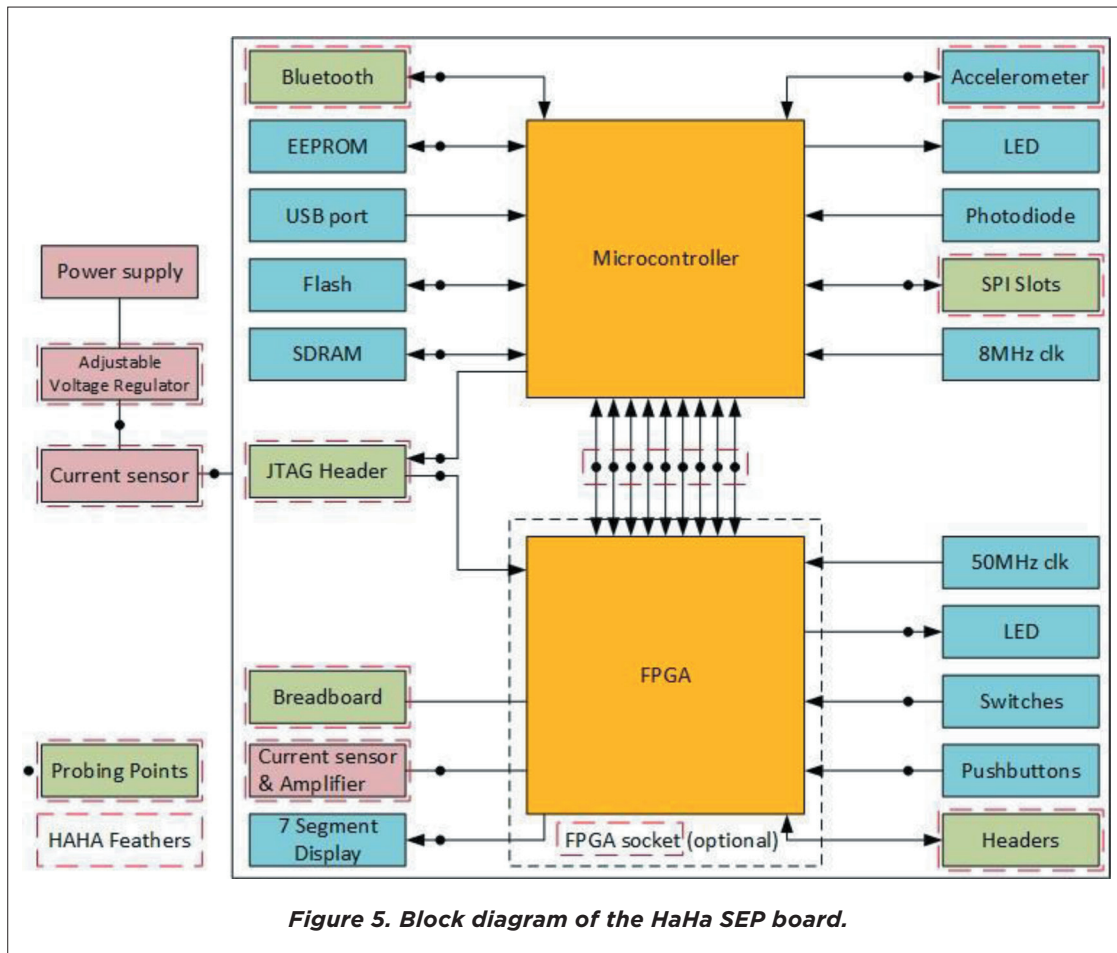 Bluetooth
Accelerometer
EEPROM
LED
USB port
Photodiode
Microcontroller
Power supply
Flash
SPI Slots
Adjustable
Voltage Regulator
SDRAM
8MHz clk
Current sensor
JTAG Header
50MHz clk
LED
FPGA
Breadboard
Switches
Probing Points
Current sensor
& Amplifier
Pushbuttons
HAHA Feathers
7 Segment
Display
FPGA socket (optional)
Headers
Figure 5. Block diagram of the HaHa SEP board.